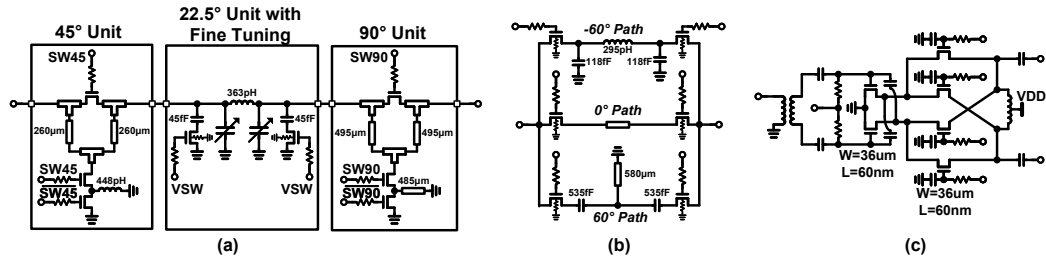 45° Unit
22.5° Unit with
Fine Tuning
90° Unit
SW45
363pH
SW90
260μm
260μm
45fF
45fF
495μm
495μm
SW45
SW45
448pH
VSW
VSW
SW90
SW90
485μm
(a)
-60° Path
295pH
118fF
118fF
0° Path
580μm
535fF
535fF
60° Path
(b)
VDD
W=36um
L=60nm
W=36um
L=60nm
(c)